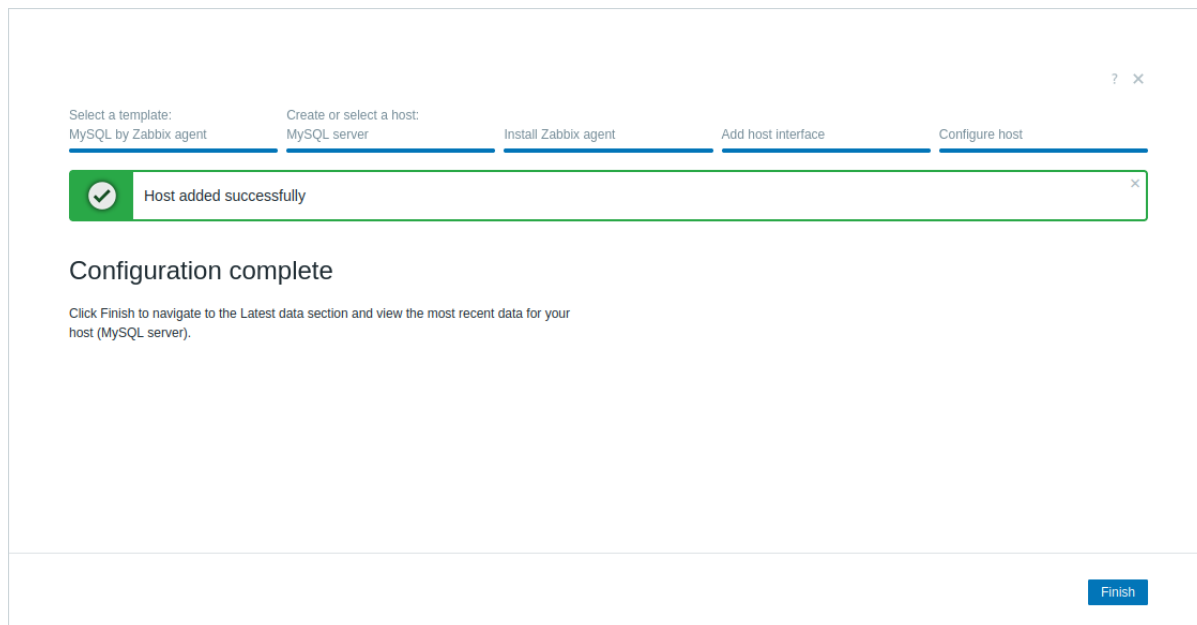 ?
Select a template:
MySQL by Zabbix agent
Create or select a host:
MySQL server
Install Zabbix agent
Add host interface
Configure host
Host added successfully
Configuration complete
Click Finish to navigate to the Latest data section and view the most recent data for your
host (MySQL server).
Finish